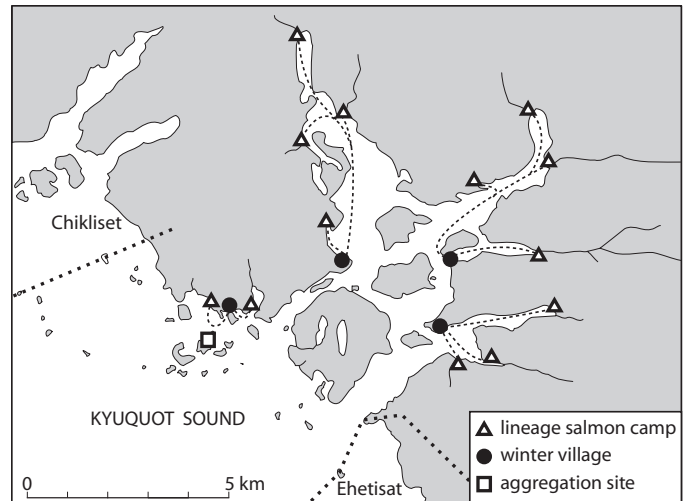 Chikliset
KYUQUOT SOUND
0 5 km
Ehetisat
lineage salmon camp
winter village
aggregation site